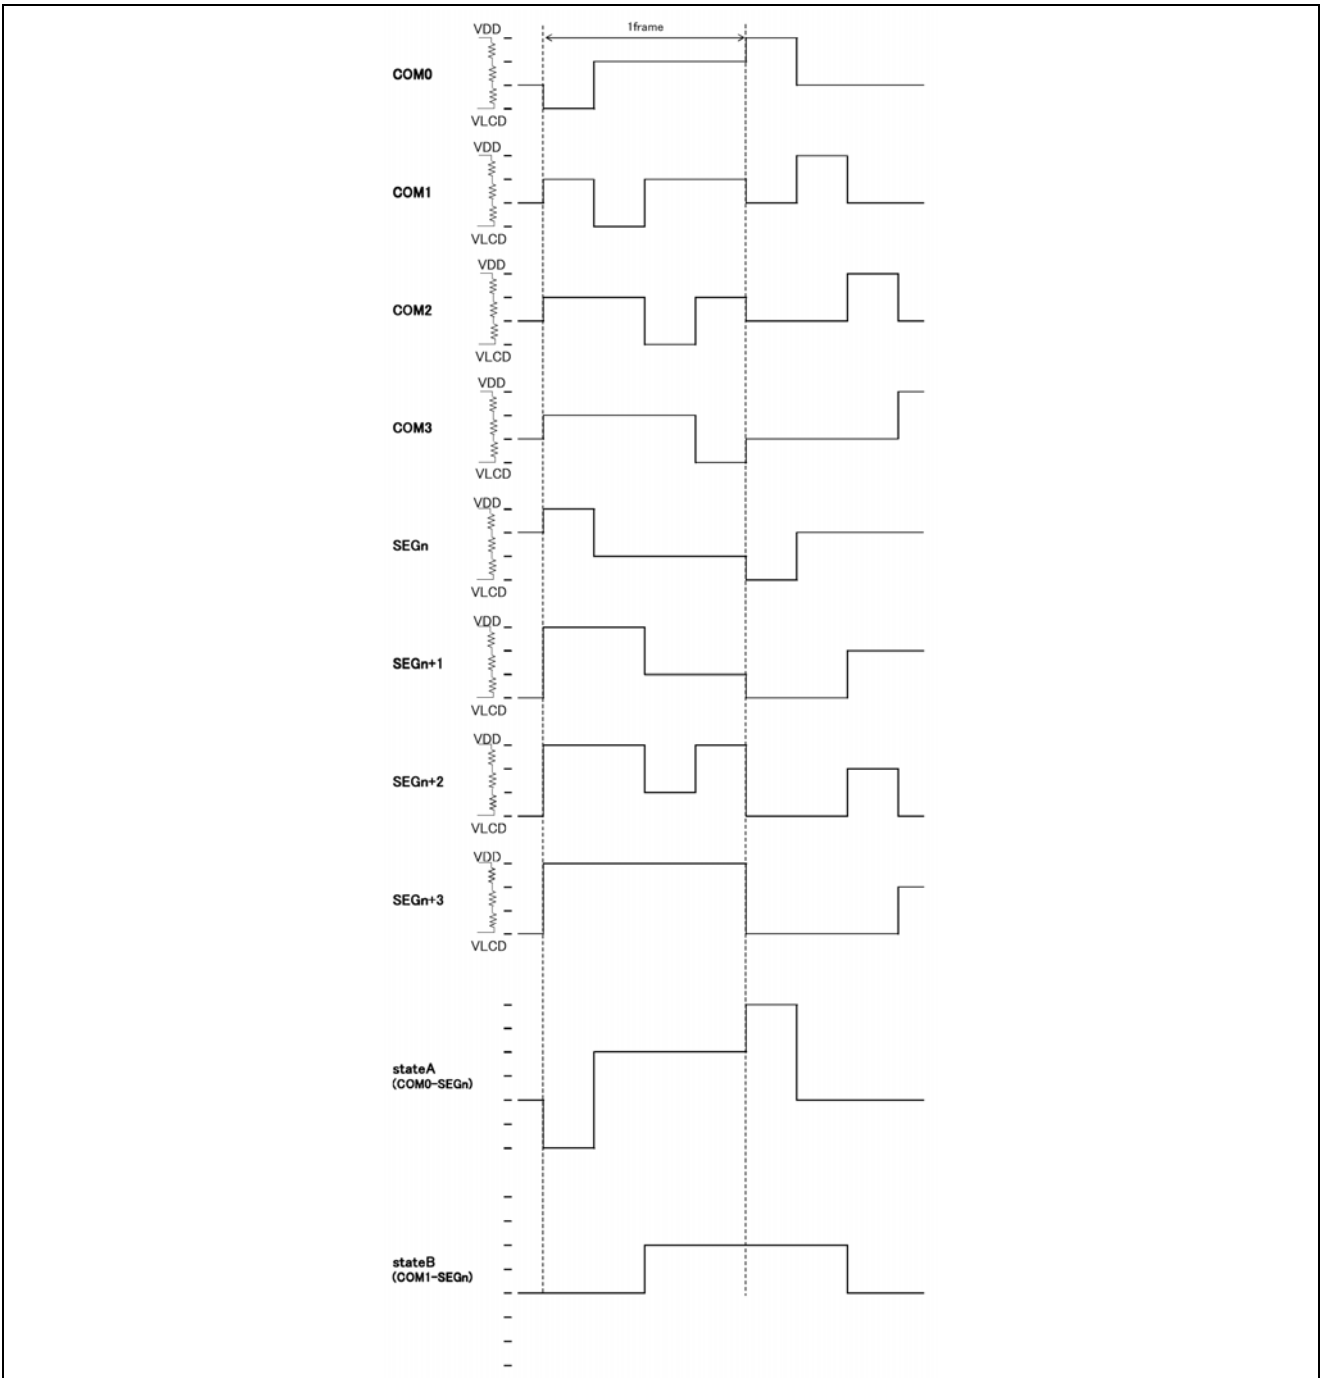 1frame
VDD
COM0
VLCD
VDD
COM1
VLCD
VDD
COM2
VLCD
VDD
COM3
VLCD
VDD
SEGn
VLCD
VDD
SEGn+1
VLCD
VDD
SEGn+2
VLCD
VDD
SEGn+3
VLCD
stateA
(COM0-SEGn)
stateB
(COM1-SEGn)